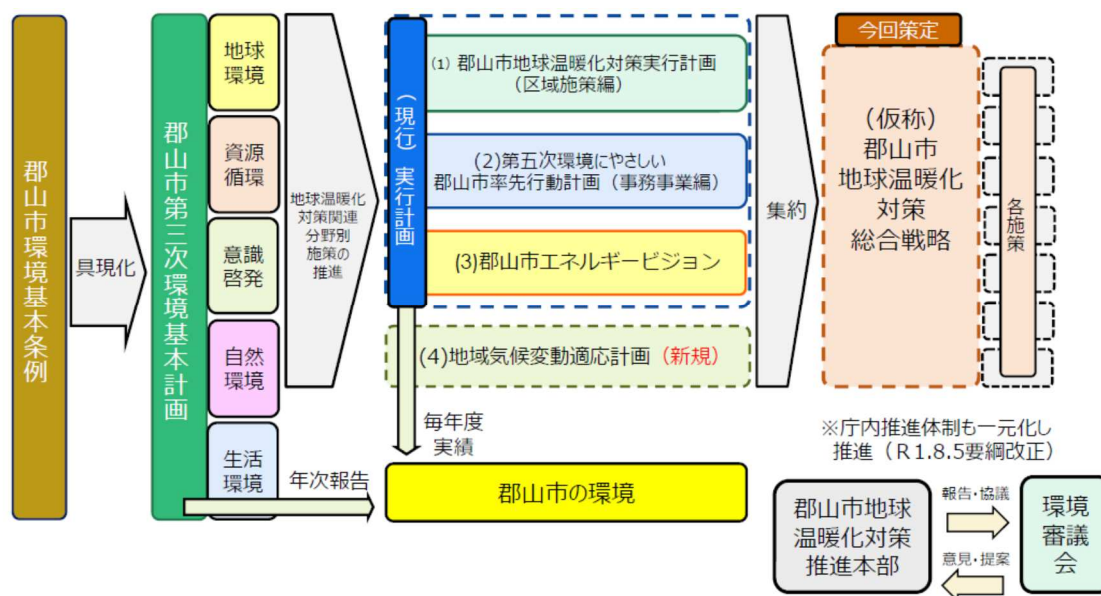 郡山市環境基本条例
具現化
郡山市第三次環境基本計画
地球
環境
資源
循環
意識
啓発
自然
環境
生活
環境
地球温暖化
対策関連
分野別
施策の
推進
(現行) 実行計画
(1) 郡山市地球温暖化対策実行計画
(区域施策編)
(2)第五次環境にやさしい
郡山市率先行動計画（事務事業編）
(3)郡山市エネルギービジョン
(4)地域気候変動適応計画（新規）
毎年度
実績
年次報告
郡山市の環境
集約
今回策定
(仮称)
郡山市
地球温暖化
対策
総合戦略
各施策
※庁内推進体制も一元化し
推進（R1.8.5要綱改正）
郡山市地球
温暖化対策
推進本部
報告・協議
意見・提案
環境
審議
会